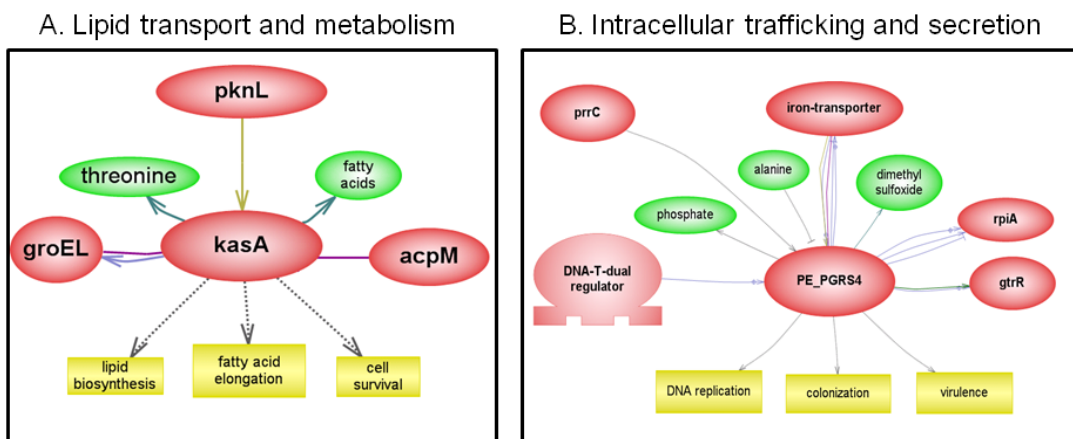 A. Lipid transport and metabolism
pknL
threonine
fatty
acids
groEL
kasA
acpM
lipid
biosynthesis
fatty acid
elongation
cell
survival
B. Intracellular trafficking and secretion
prrC
iron-transporter
alanine
dimethyl
sulfoxide
phosphate
rpiA
DNA-T-dual
regulator
PE_PGRS4
gtrR
DNA replication
colonization
virulence